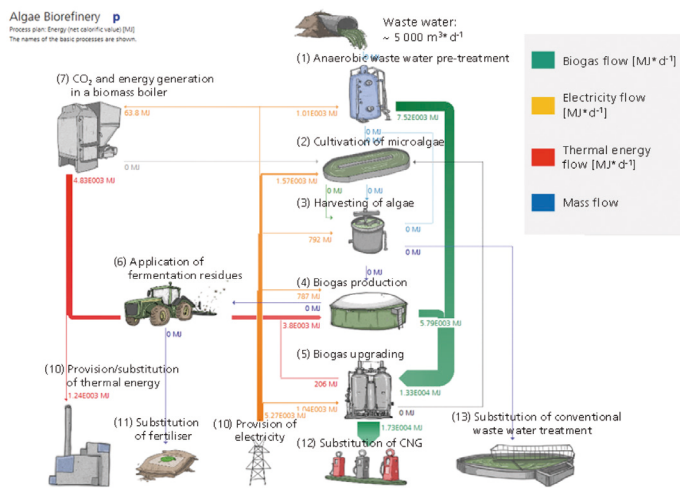 Algae Biorefinery p
Process plan: Energy (net calorific value) [MJ]
The names of the basic processes are shown.
Waste water:
~ 5 000 m³* d⁻¹
(1) Anaerobic waste water pre-treatment
(7) CO₂ and energy generation
in a biomass boiler
63.8 MJ
1.01E003 MJ
7.52E003 MJ
0 MJ
(2) Cultivation of microalgae
0 MJ
4.83E003 MJ
1.57E003 MJ
0 MJ
0 MJ
(3) Harvesting of algae
792 MJ
0 MJ
0 MJ
0 MJ
(6) Application of
fermentation residues
(4) Biogas production
787 MJ
0 MJ
0 MJ
3.8E003 MJ
5.79E003 MJ
(5) Biogas upgrading
206 MJ
1.33E004 MJ
(10) Provision/substitution
of thermal energy
1.24E003 MJ
1.04E003 MJ
5.27E003 MJ
0 MJ
(11) Substitution
of fertiliser
(10) Provision of
electricity
1.73E004 MJ
(12) Substitution of CNG
(13) Substitution of conventional
waste water treatment
Biogas flow [MJ*d⁻¹]
Electricity flow
[MJ*d⁻¹]
Thermal energy
flow [MJ*d⁻¹]
Mass flow